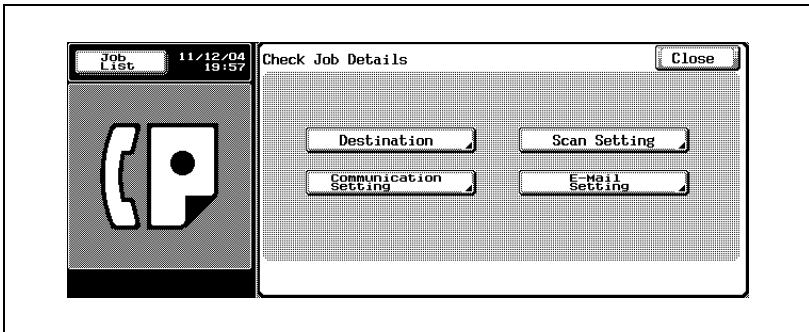 Job
List
11/12/04
19:57
Check Job Details
Close
Destination
Scan Setting
Communication
Setting
E-Mail
Setting